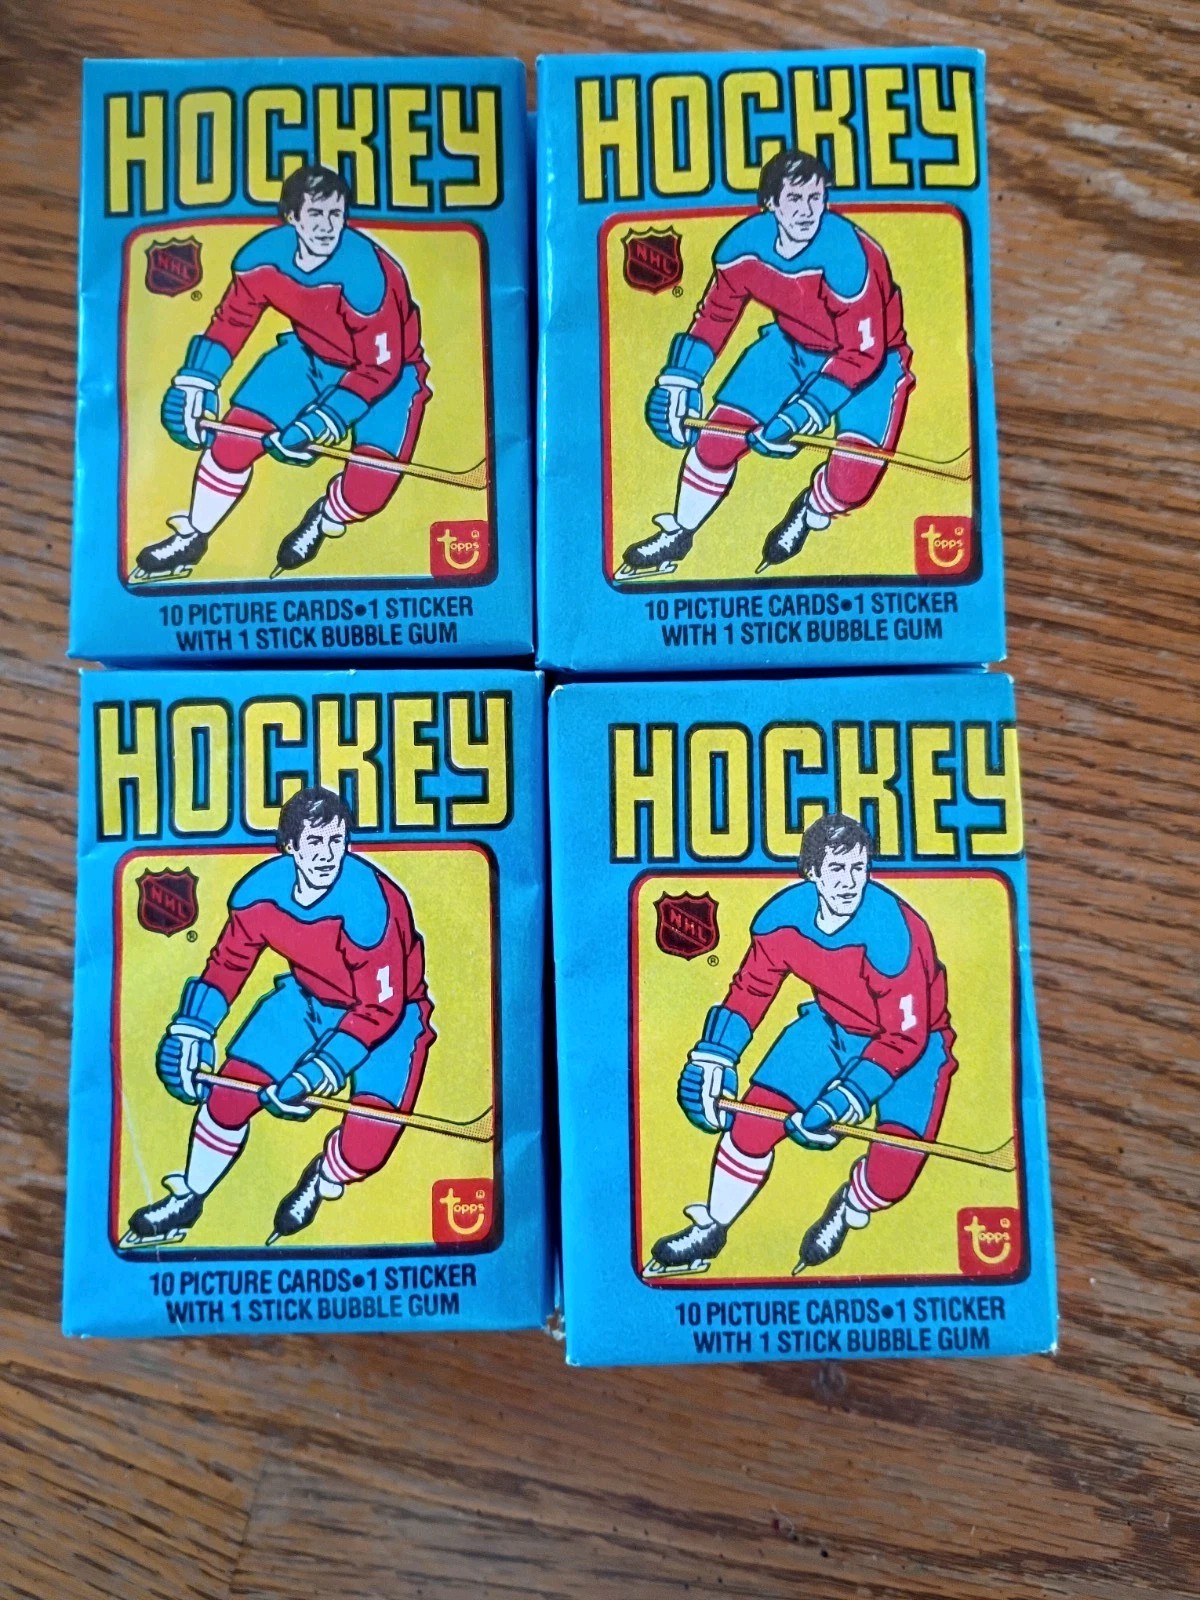 HOCKEY
NHL
®
1
topps®
10 PICTURE CARDS•1 STICKER
WITH 1 STICK BUBBLE GUM
HOCKEY
NHL
®
1
topps®
10 PICTURE CARDS•1 STICKER
WITH 1 STICK BUBBLE GUM
HOCKEY
NHL
®
1
topps®
10 PICTURE CARDS•1 STICKER
WITH 1 STICK BUBBLE GUM
HOCKEY
NHL
®
1
topps®
10 PICTURE CARDS•1 STICKER
WITH 1 STICK BUBBLE GUM